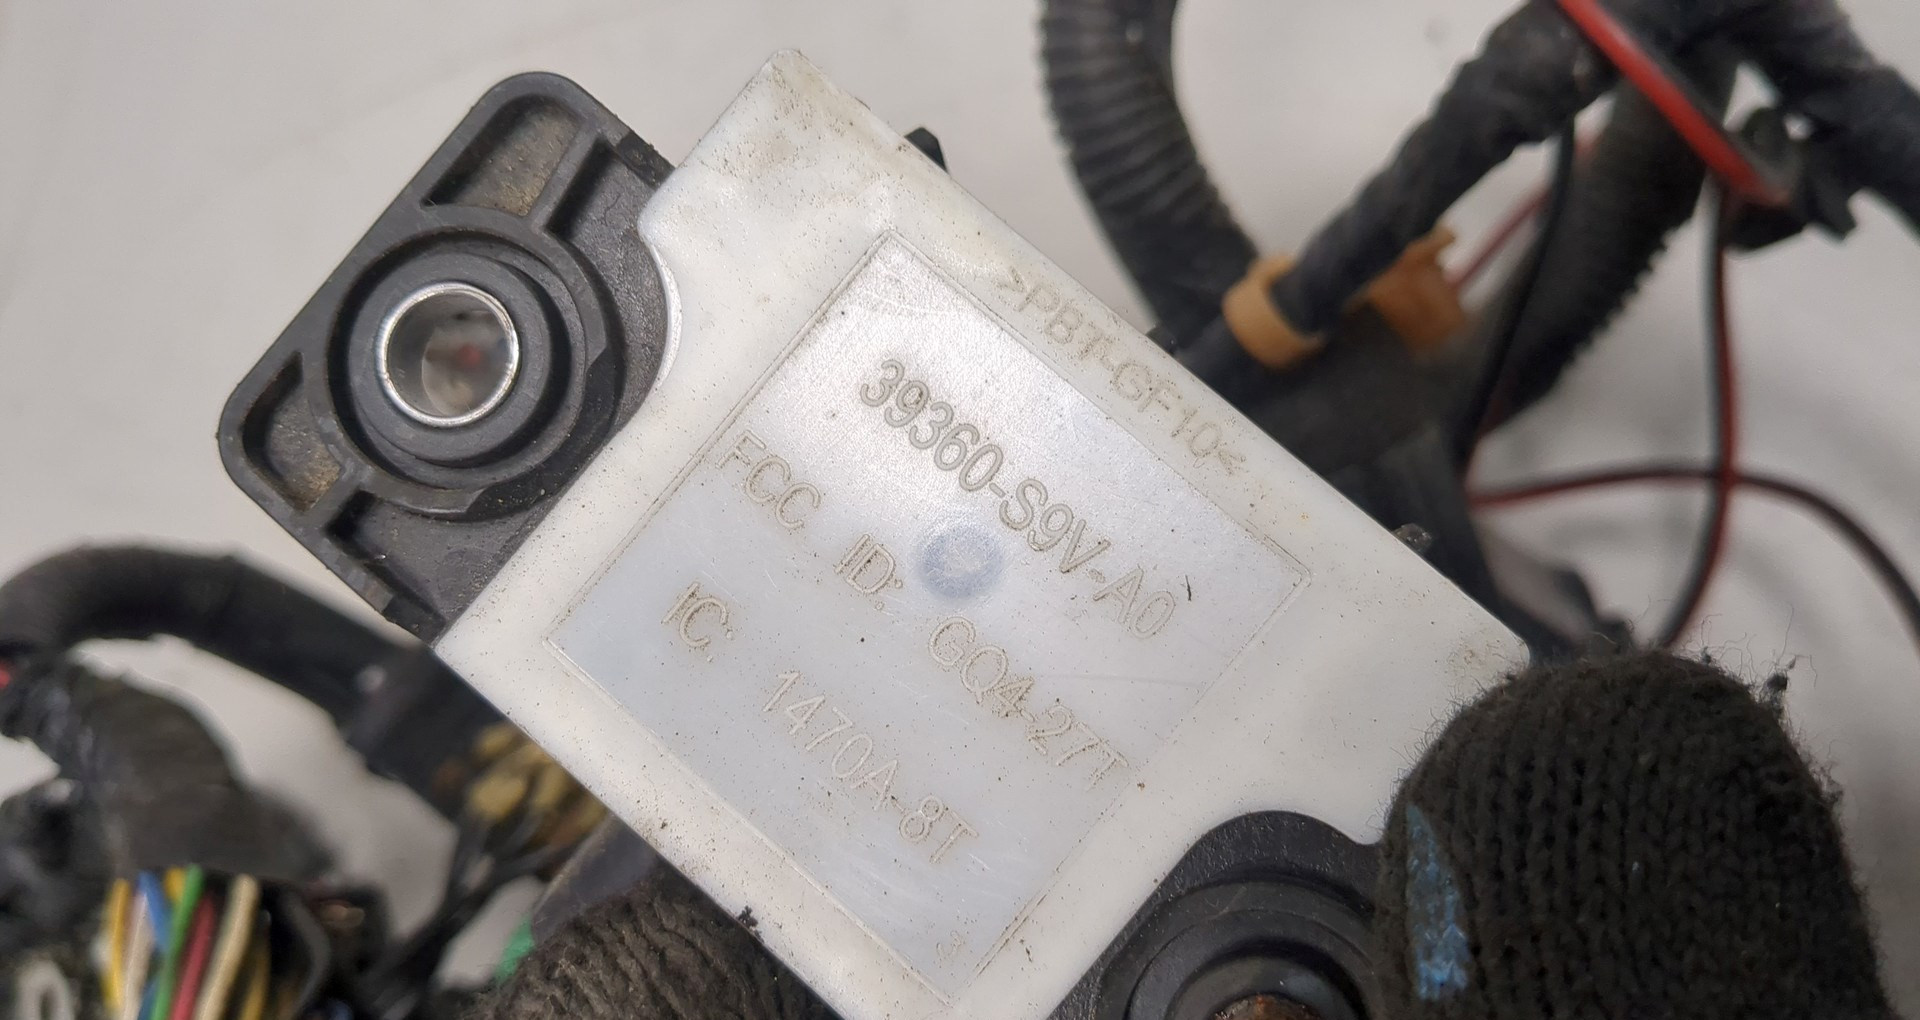 >PBT-GF10<
39360-S9V-A0
FCC ID: GQ4-27T
IC: 1470A-8T